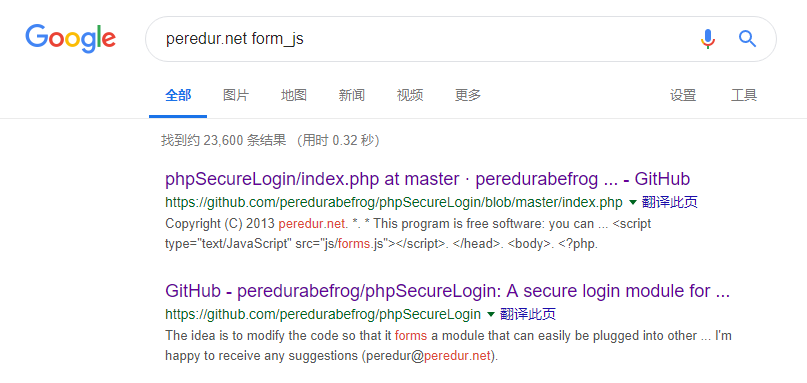 Google
peredur.net form_js
全部 图片 地图 新闻 视频 更多 设置 工具
找到约 23,600 条结果 （用时 0.32 秒）
phpSecureLogin/index.php at master · peredurabefrog ... - GitHub
https://github.com/peredurabefrog/phpSecureLogin/blob/master/index.php ▼ 翻译此页
Copyright (C) 2013 peredur.net. *. * This program is free software: you can ... <script
type="text/JavaScript" src="js/forms.js"></script>. </head>. <body>. <?php.
GitHub - peredurabefrog/phpSecureLogin: A secure login module for ...
https://github.com/peredurabefrog/phpSecureLogin ▼ 翻译此页
The idea is to modify the code so that it forms a module that can easily be plugged into other ... I'm
happy to receive any suggestions (peredur@peredur.net).